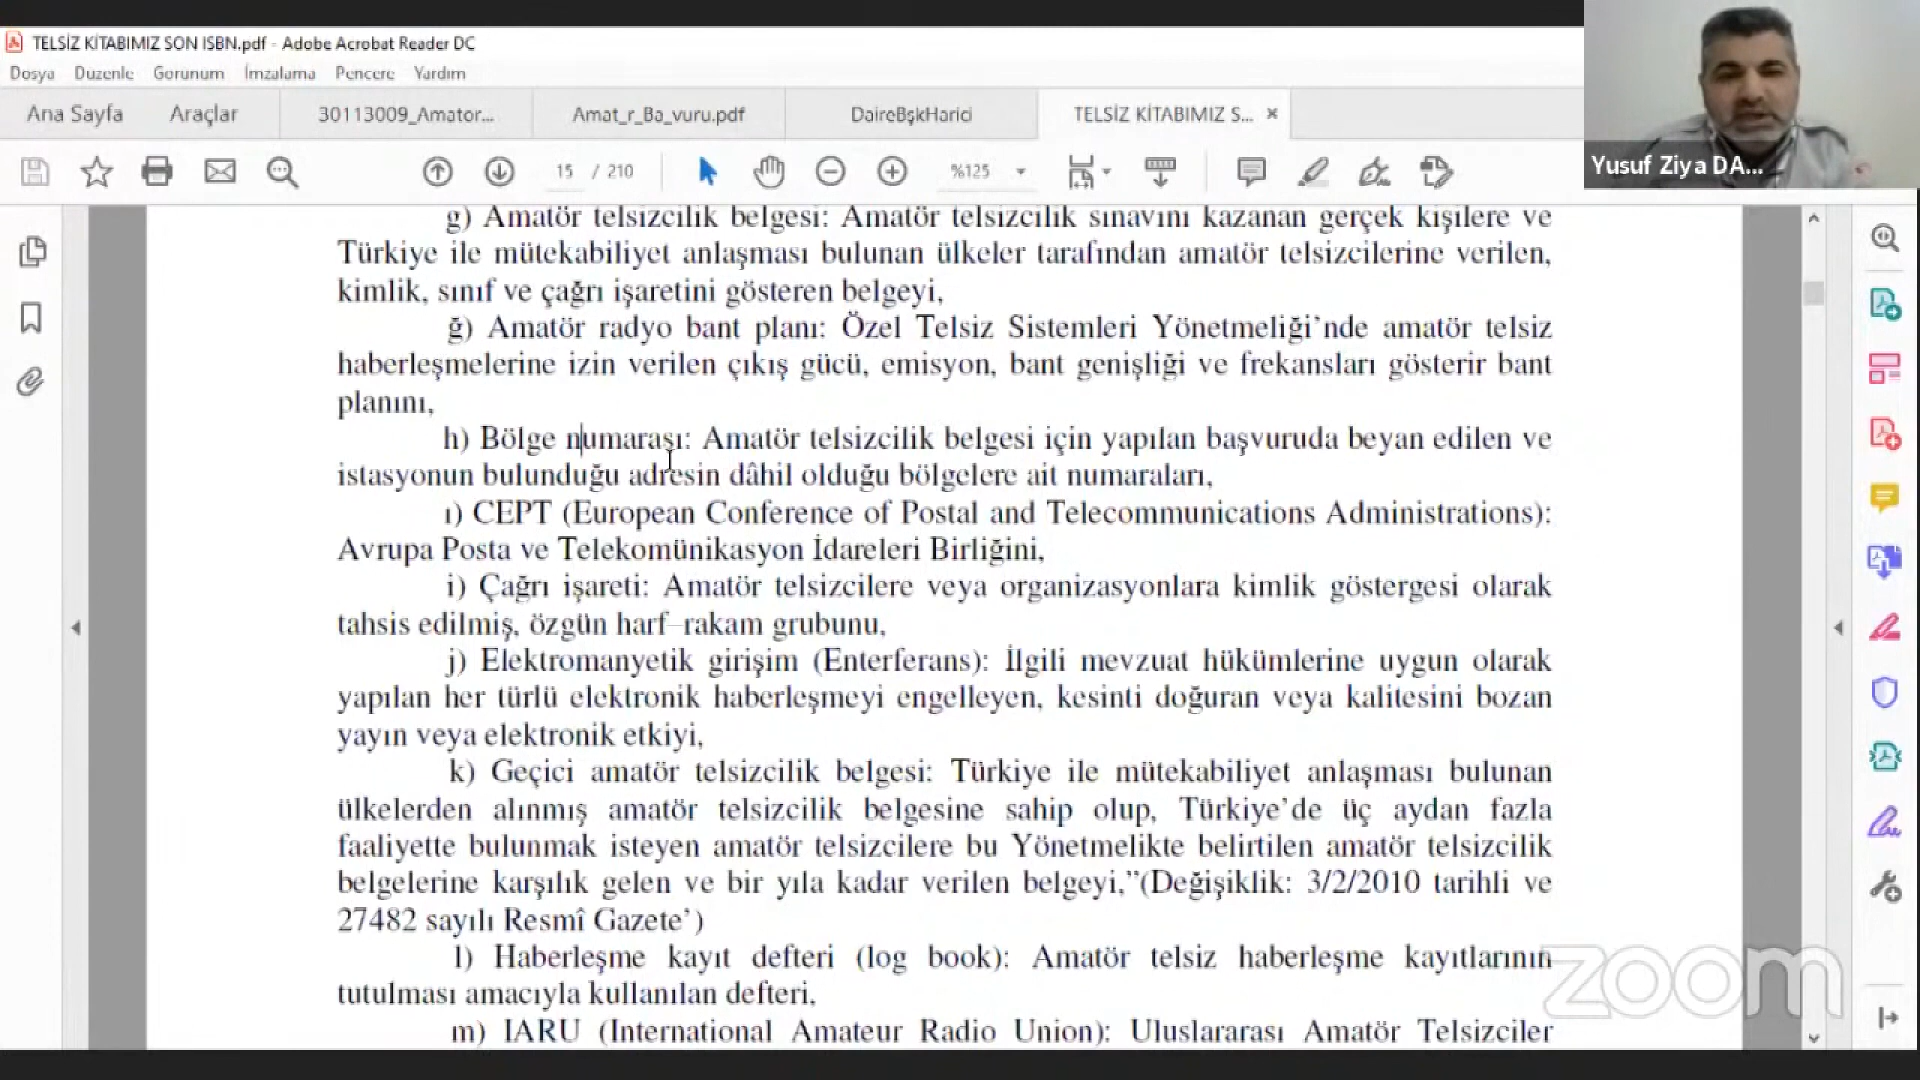 TELSİZ KİTABIMIZ SON ISBN.pdf - Adobe Acrobat Reader DC
Dosya Duzenle Gorunum İmzalama Pencere Yardım
Ana Sayfa Araçlar 30113009_Amator... Amat_r_Ba_vuru.pdf DaireBşkHarici TELSİZ KİTABIMIZ S... ×
15 / 210 %125
Yusuf Ziya DA...
g) Amatör telsizcilik belgesi: Amatör telsizcilik sınavını kazanan gerçek kişilere ve
Türkiye ile mütekabiliyet anlaşması bulunan ülkeler tarafından amatör telsizcilerine verilen,
kimlik, sınıf ve çağrı işaretini gösteren belgeyi,
ğ) Amatör radyo bant planı: Özel Telsiz Sistemleri Yönetmeliği'nde amatör telsiz
haberleşmelerine izin verilen çıkış gücü, emisyon, bant genişliği ve frekansları gösterir bant
planını,
h) Bölge numarası: Amatör telsizcilik belgesi için yapılan başvuruda beyan edilen ve
istasyonun bulunduğu adresin dâhil olduğu bölgelere ait numaraları,
ı) CEPT (European Conference of Postal and Telecommunications Administrations):
Avrupa Posta ve Telekomünikasyon İdareleri Birliğini,
i) Çağrı işareti: Amatör telsizcilere veya organizasyonlara kimlik göstergesi olarak
tahsis edilmiş, özgün harf–rakam grubunu,
j) Elektromanyetik girişim (Enterferans): İlgili mevzuat hükümlerine uygun olarak
yapılan her türlü elektronik haberleşmeyi engelleyen, kesinti doğuran veya kalitesini bozan
yayın veya elektronik etkiyi,
k) Geçici amatör telsizcilik belgesi: Türkiye ile mütekabiliyet anlaşması bulunan
ülkelerden alınmış amatör telsizcilik belgesine sahip olup, Türkiye'de üç aydan fazla
faaliyette bulunmak isteyen amatör telsizcilere bu Yönetmelikte belirtilen amatör telsizcilik
belgelerine karşılık gelen ve bir yıla kadar verilen belgeyi,"(Değişiklik: 3/2/2010 tarihli ve
27482 sayılı Resmî Gazete')
l) Haberleşme kayıt defteri (log book): Amatör telsiz haberleşme kayıtlarının
tutulması amacıyla kullanılan defteri,
m) IARU (International Amateur Radio Union): Uluslararası Amatör Telsizciler
zoom